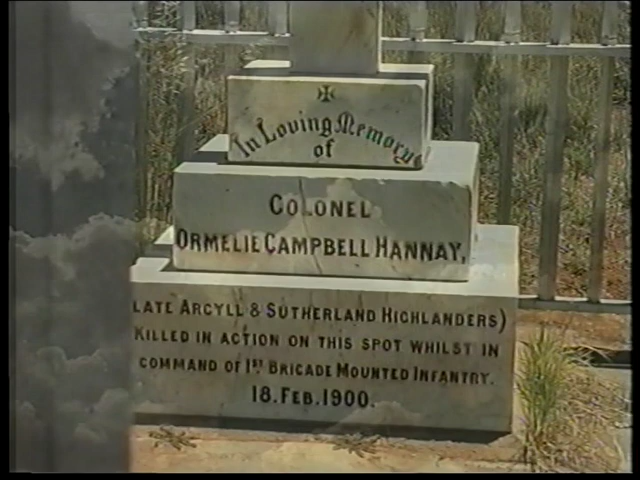 In Loving Memory
of
COLONEL
ORMELIE CAMPBELL HANNAY,
LATE ARGYLL & SUTHERLAND HIGHLANDERS)
KILLED IN ACTION ON THIS SPOT WHILST IN
COMMAND OF 1ST BRIGADE MOUNTED INFANTRY.
18. FEB. 1900.